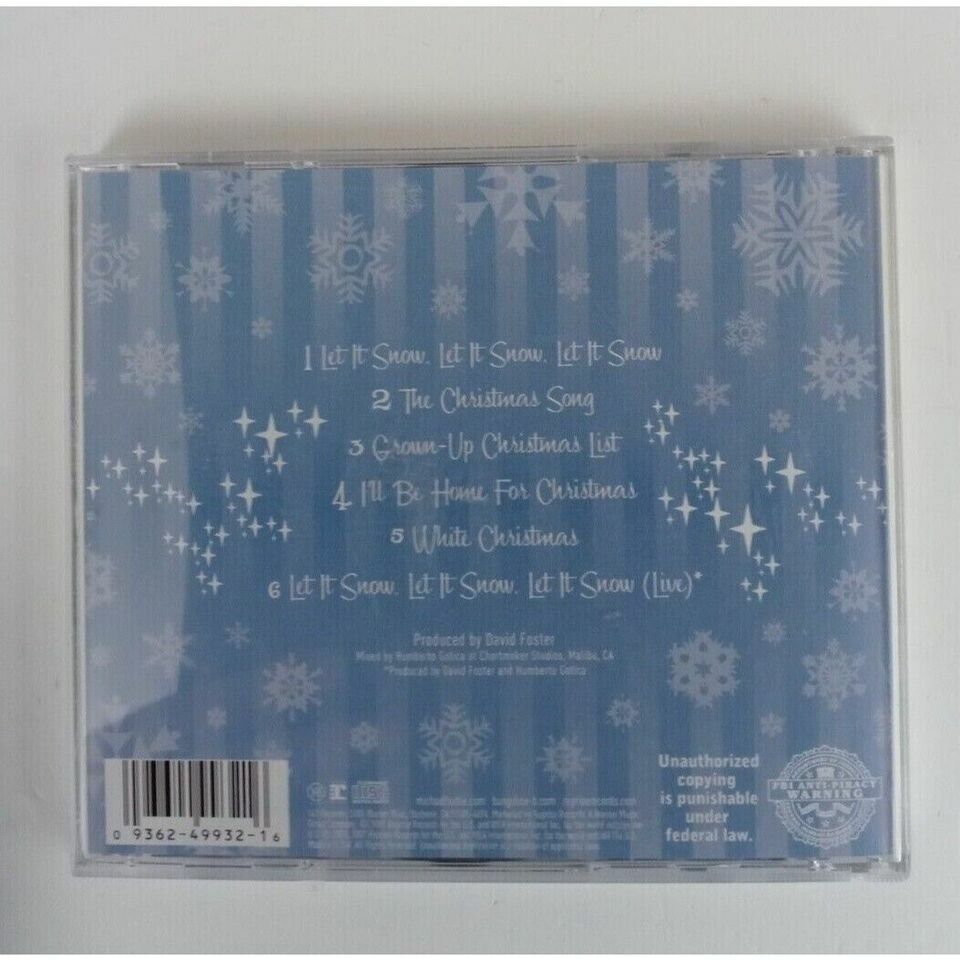 1 Let It Snow. Let It Snow. Let It Snow
2 The Christmas Song
3 Grown-Up Christmas List
4 I'll Be Home For Christmas
5 White Christmas
6 Let It Snow. Let It Snow. Let It Snow (Live)*
Produced by David Foster
Mixed by Humberto Gatica at Chartmaker Studios, Malibu, CA
*Produced by David Foster and Humberto Gatica
0 9362-49932-1 6
Unauthorized
copying
is punishable
under
federal law.
FBI ANTI-PIRACY
WARNING